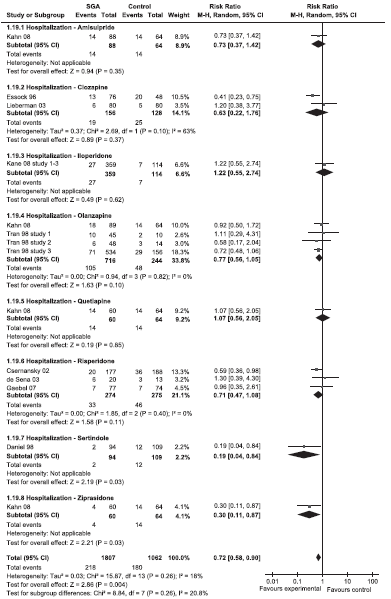 SGA Control Risk Ratio Risk Ratio
Study or Subgroup Events Total Events Total Weight M-H, Random, 95% CI M-H, Random, 95% CI
1.19.1 Hospitalization - Amisulpride
Kahn 08 14 88 14 64 8.9% 0.73 [0.37, 1.42]
Subtotal (95% CI) 88 64 8.9% 0.73 [0.37, 1.42]
Total events 14 14
Heterogeneity: Not applicable
Test for overall effect: Z = 0.94 (P = 0.35)
1.19.2 Hospitalization - Clozapine
Essock 96 13 76 20 48 9.6% 0.41 [0.23, 0.75]
Lieberman 03 6 80 5 80 3.2% 1.20 [0.38, 3.77]
Subtotal (95% CI) 156 128 12.8% 0.63 [0.22, 1.76]
Total events 19 25
Heterogeneity: Tau² = 0.37; Chi² = 2.69, df = 1 (P = 0.10); I² = 63%
Test for overall effect: Z = 0.89 (P = 0.37)
1.19.3 Hospitalization - Iloperidone
Kane 08 study 1-3 27 359 7 114 6.6% 1.22 [0.55, 2.74]
Subtotal (95% CI) 359 114 6.6% 1.22 [0.55, 2.74]
Total events 27 7
Heterogeneity: Not applicable
Test for overall effect: Z = 0.49 (P = 0.62)
1.19.4 Hospitalization - Olanzapine
Kahn 08 18 89 14 64 0.92 [0.50, 1.72]
Tran 98 study 1 10 45 2 10 1.11 [0.29, 4.31]
Tran 98 study 2 6 48 3 14 0.58 [0.17, 2.04]
Tran 98 study 3 71 534 29 156 0.72 [0.48, 1.06]
Subtotal (95% CI) 716 244 33.8% 0.77 [0.56, 1.05]
Total events 105 48
Heterogeneity: Tau² = 0.00; Chi² = 0.94, df = 3 (P = 0.82); I² = 0%
Test for overall effect: Z = 1.63 (P = 0.10)
1.19.5 Hospitalization - Quetiapine
Kahn 08 14 60 14 64 9.2% 1.07 [0.56, 2.05]
Subtotal (95% CI) 60 64 9.2% 1.07 [0.56, 2.05]
Total events 14 14
Heterogeneity: Not applicable
Test for overall effect: Z = 0.19 (P = 0.85)
1.19.6 Hospitalization - Risperidone
Csernansky 02 20 177 36 188 0.59 [0.36, 0.98]
de Sena 03 6 20 3 13 1.30 [0.39, 4.30]
Gaebel 07 7 77 7 74 0.96 [0.35, 2.61]
Subtotal (95% CI) 274 275 0.71 [0.47, 1.08]
Total events 33 46
Heterogeneity: Tau² = 0.00; Chi² = 1.85, df = 2 (P = 0.40); I² = 0%
Test for overall effect: Z = 1.58 (P = 0.11)
1.19.7 Hospitalization - Sertindole
Daniel 98 2 94 12 109 2.2% 0.19 [0.04, 0.84]
Subtotal (95% CI) 94 109 2.2% 0.19 [0.04, 0.84]
Total events 2 12
Heterogeneity: Not applicable
Test for overall effect: Z = 2.19 (P = 0.03)
1.19.8 Hospitalization - Ziprasidone
Kahn 08 4 60 14 64 0.30 [0.11, 0.87]
Subtotal (95% CI) 60 64 0.30 [0.11, 0.87]
Total events 4 14
Heterogeneity: Not applicable
Test for overall effect: Z = 2.21 (P = 0.03)
Total (95% CI) 1807 1062 100.0% 0.72 [0.58, 0.90]
Total events 218 180
Heterogeneity: Tau² = 0.03; Chi² = 15.87, df = 13 (P = 0.26); I² = 18%
Test for overall effect: Z = 2.86 (P = 0.004)
Test for subgroup differences: Chi² = 8.84, df = 7 (P = 0.26), I² = 20.8%
0.01 0.1 1 10 100
Favours experimental Favours control